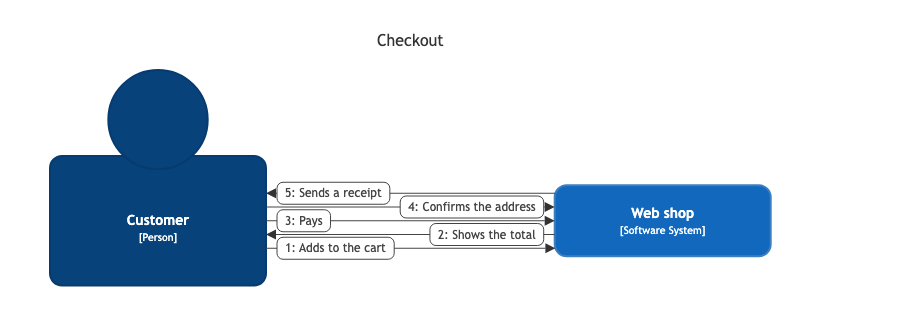 Checkout
Customer
[Person]
5: Sends a receipt
4: Confirms the address
3: Pays
2: Shows the total
1: Adds to the cart
Web shop
[Software System]